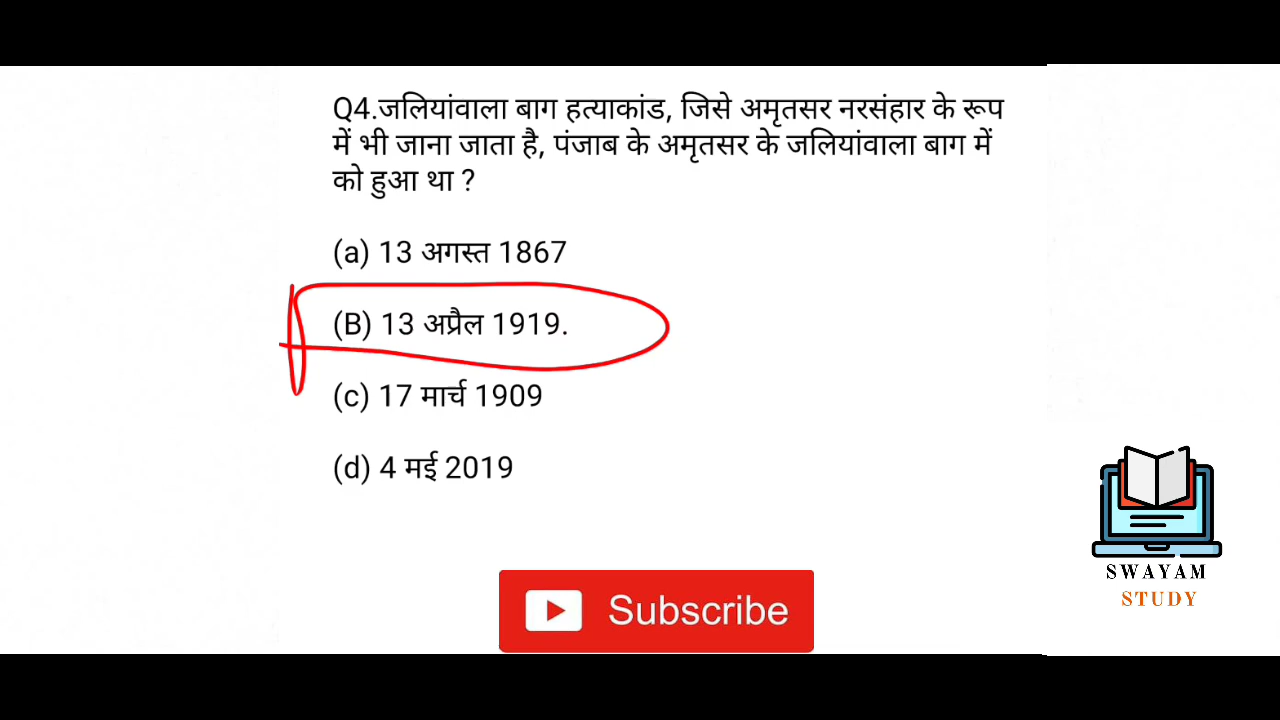 Q4.जलियांवाला बाग हत्याकांड, जिसे अमृतसर नरसंहार के रूप
में भी जाना जाता है, पंजाब के अमृतसर के जलियांवाला बाग में
को हुआ था ?
(a) 13 अगस्त 1867
(B) 13 अप्रैल 1919.
(c) 17 मार्च 1909
(d) 4 मई 2019
SWAYAM
STUDY
Subscribe